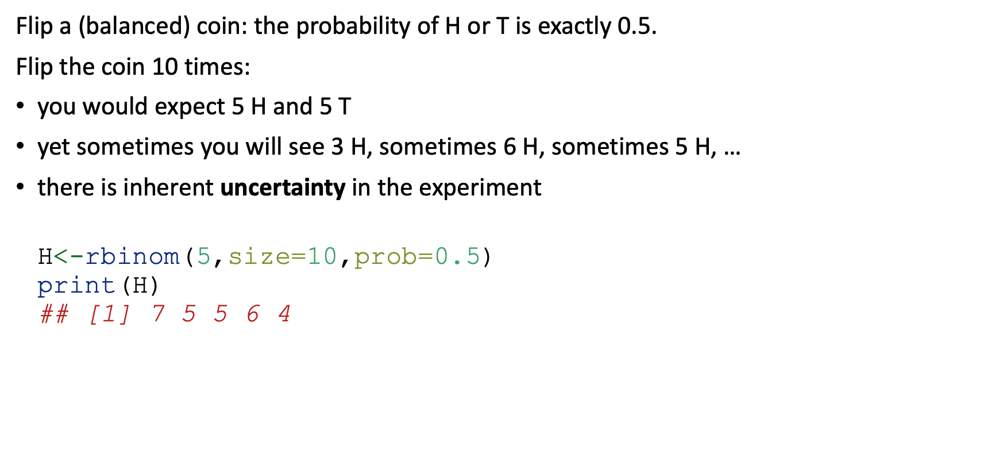 Flip a (balanced) coin: the probability of H or T is exactly 0.5.
Flip the coin 10 times:
• you would expect 5 H and 5 T
• yet sometimes you will see 3 H, sometimes 6 H, sometimes 5 H, ...
• there is inherent uncertainty in the experiment
H<-rbinom(5,size=10,prob=0.5)
print(H)
## [1] 7 5 5 6 4